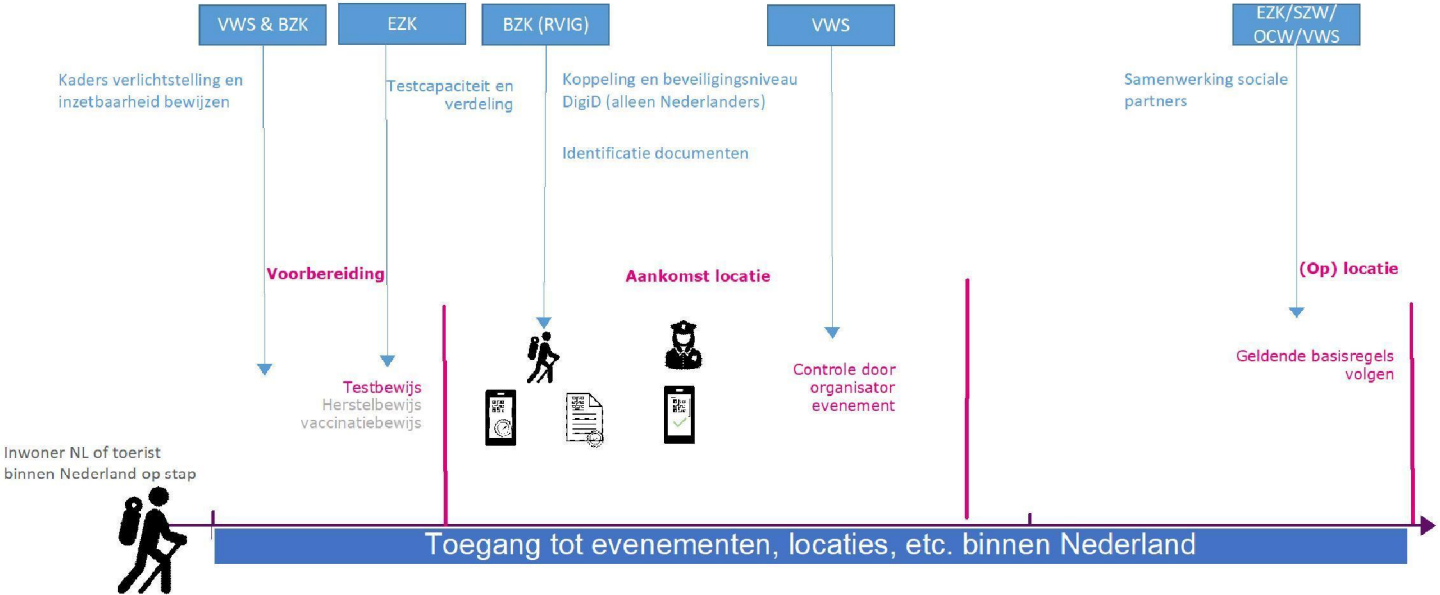 VWS & BZK
EZK
BZK (RVIG)
VWS
EZK/SZW/
OCW/VWS
Kaders verlichtstelling en
inzetbaarheid bewijzen
Testcapaciteit en
verdeling
Koppeling en beveiligingsniveau
DigiD (alleen Nederlanders)
Identificatie documenten
Samenwerking sociale
partners
Voorbereiding
Aankomst locatie
(Op) locatie
Testbewijs
Herstelbewijs
vaccinatiebewijs
Controle door
organisator
evenement
Geldende basisregels
volgen
Inwoner NL of toerist
binnen Nederland op stap
Toegang tot evenementen, locaties, etc. binnen Nederland